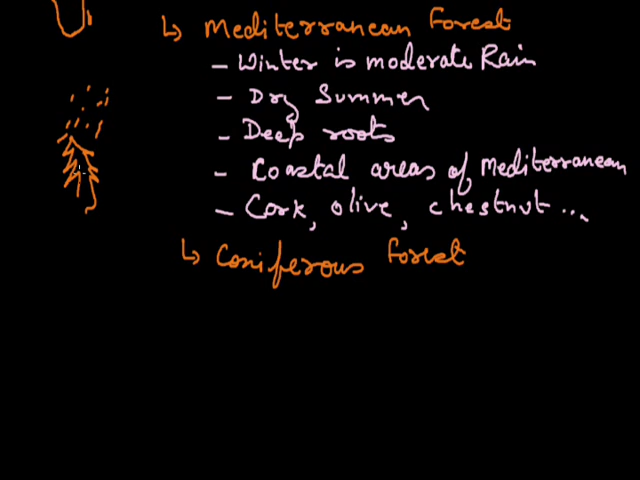 ↳ Mediterranean Forest
- Winter is moderate Rain
- Dry Summer
- Deep roots
- Coastal areas of Mediterranean
- Cork, olive, chestnut ...
↳ Coniferous Forest